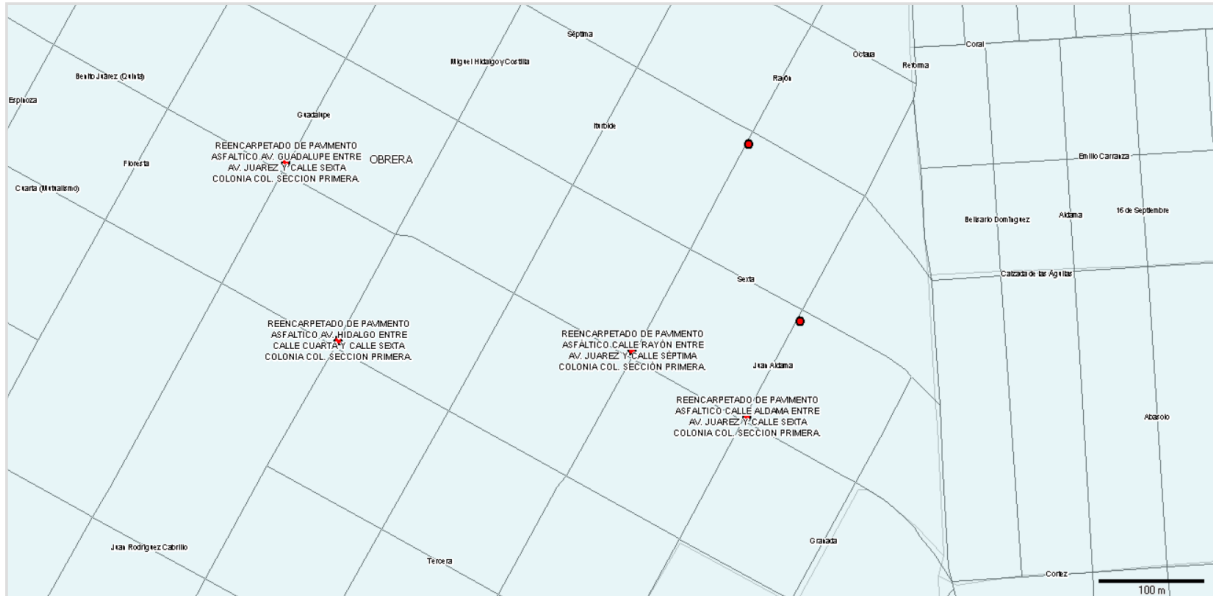 Séptima
Octava
Coral
Miguel Hidalgo y Costilla
Reforma
Benito Juárez (Quinta)
Rayón
Espinoza
Guadalupe
Iturbide
REENCARPETADO DE PAVIMENTO
ASFALTICO AV. GUADALUPE ENTRE
AV. JUAREZ Y CALLE SEXTA
COLONIA COL. SECCION PRIMERA.
OBRERA
Floresta
Emilio Carranza
Cuarta (Mutualismo)
Belisario Domínguez
Aldama
16 de Septiembre
Sexta
Calzada de las Águilas
REENCARPETADO DE PAVIMENTO
ASFALTICO AV. HIDALGO ENTRE
CALLE CUARTA Y CALLE SEXTA
COLONIA COL. SECCION PRIMERA.
REENCARPETADO DE PAVIMENTO
ASFALTICO CALLE RAYÓN ENTRE
AV. JUAREZ Y CALLE SÉPTIMA
COLONIA COL. SECCION PRIMERA.
Juan Aldama
REENCARPETADO DE PAVIMENTO
ASFALTICO CALLE ALDAMA ENTRE
AV. JUAREZ Y CALLE SEXTA
COLONIA COL. SECCION PRIMERA.
Abasolo
Juan Rodríguez Cabrillo
Tercera
Granada
Cortez
100 m